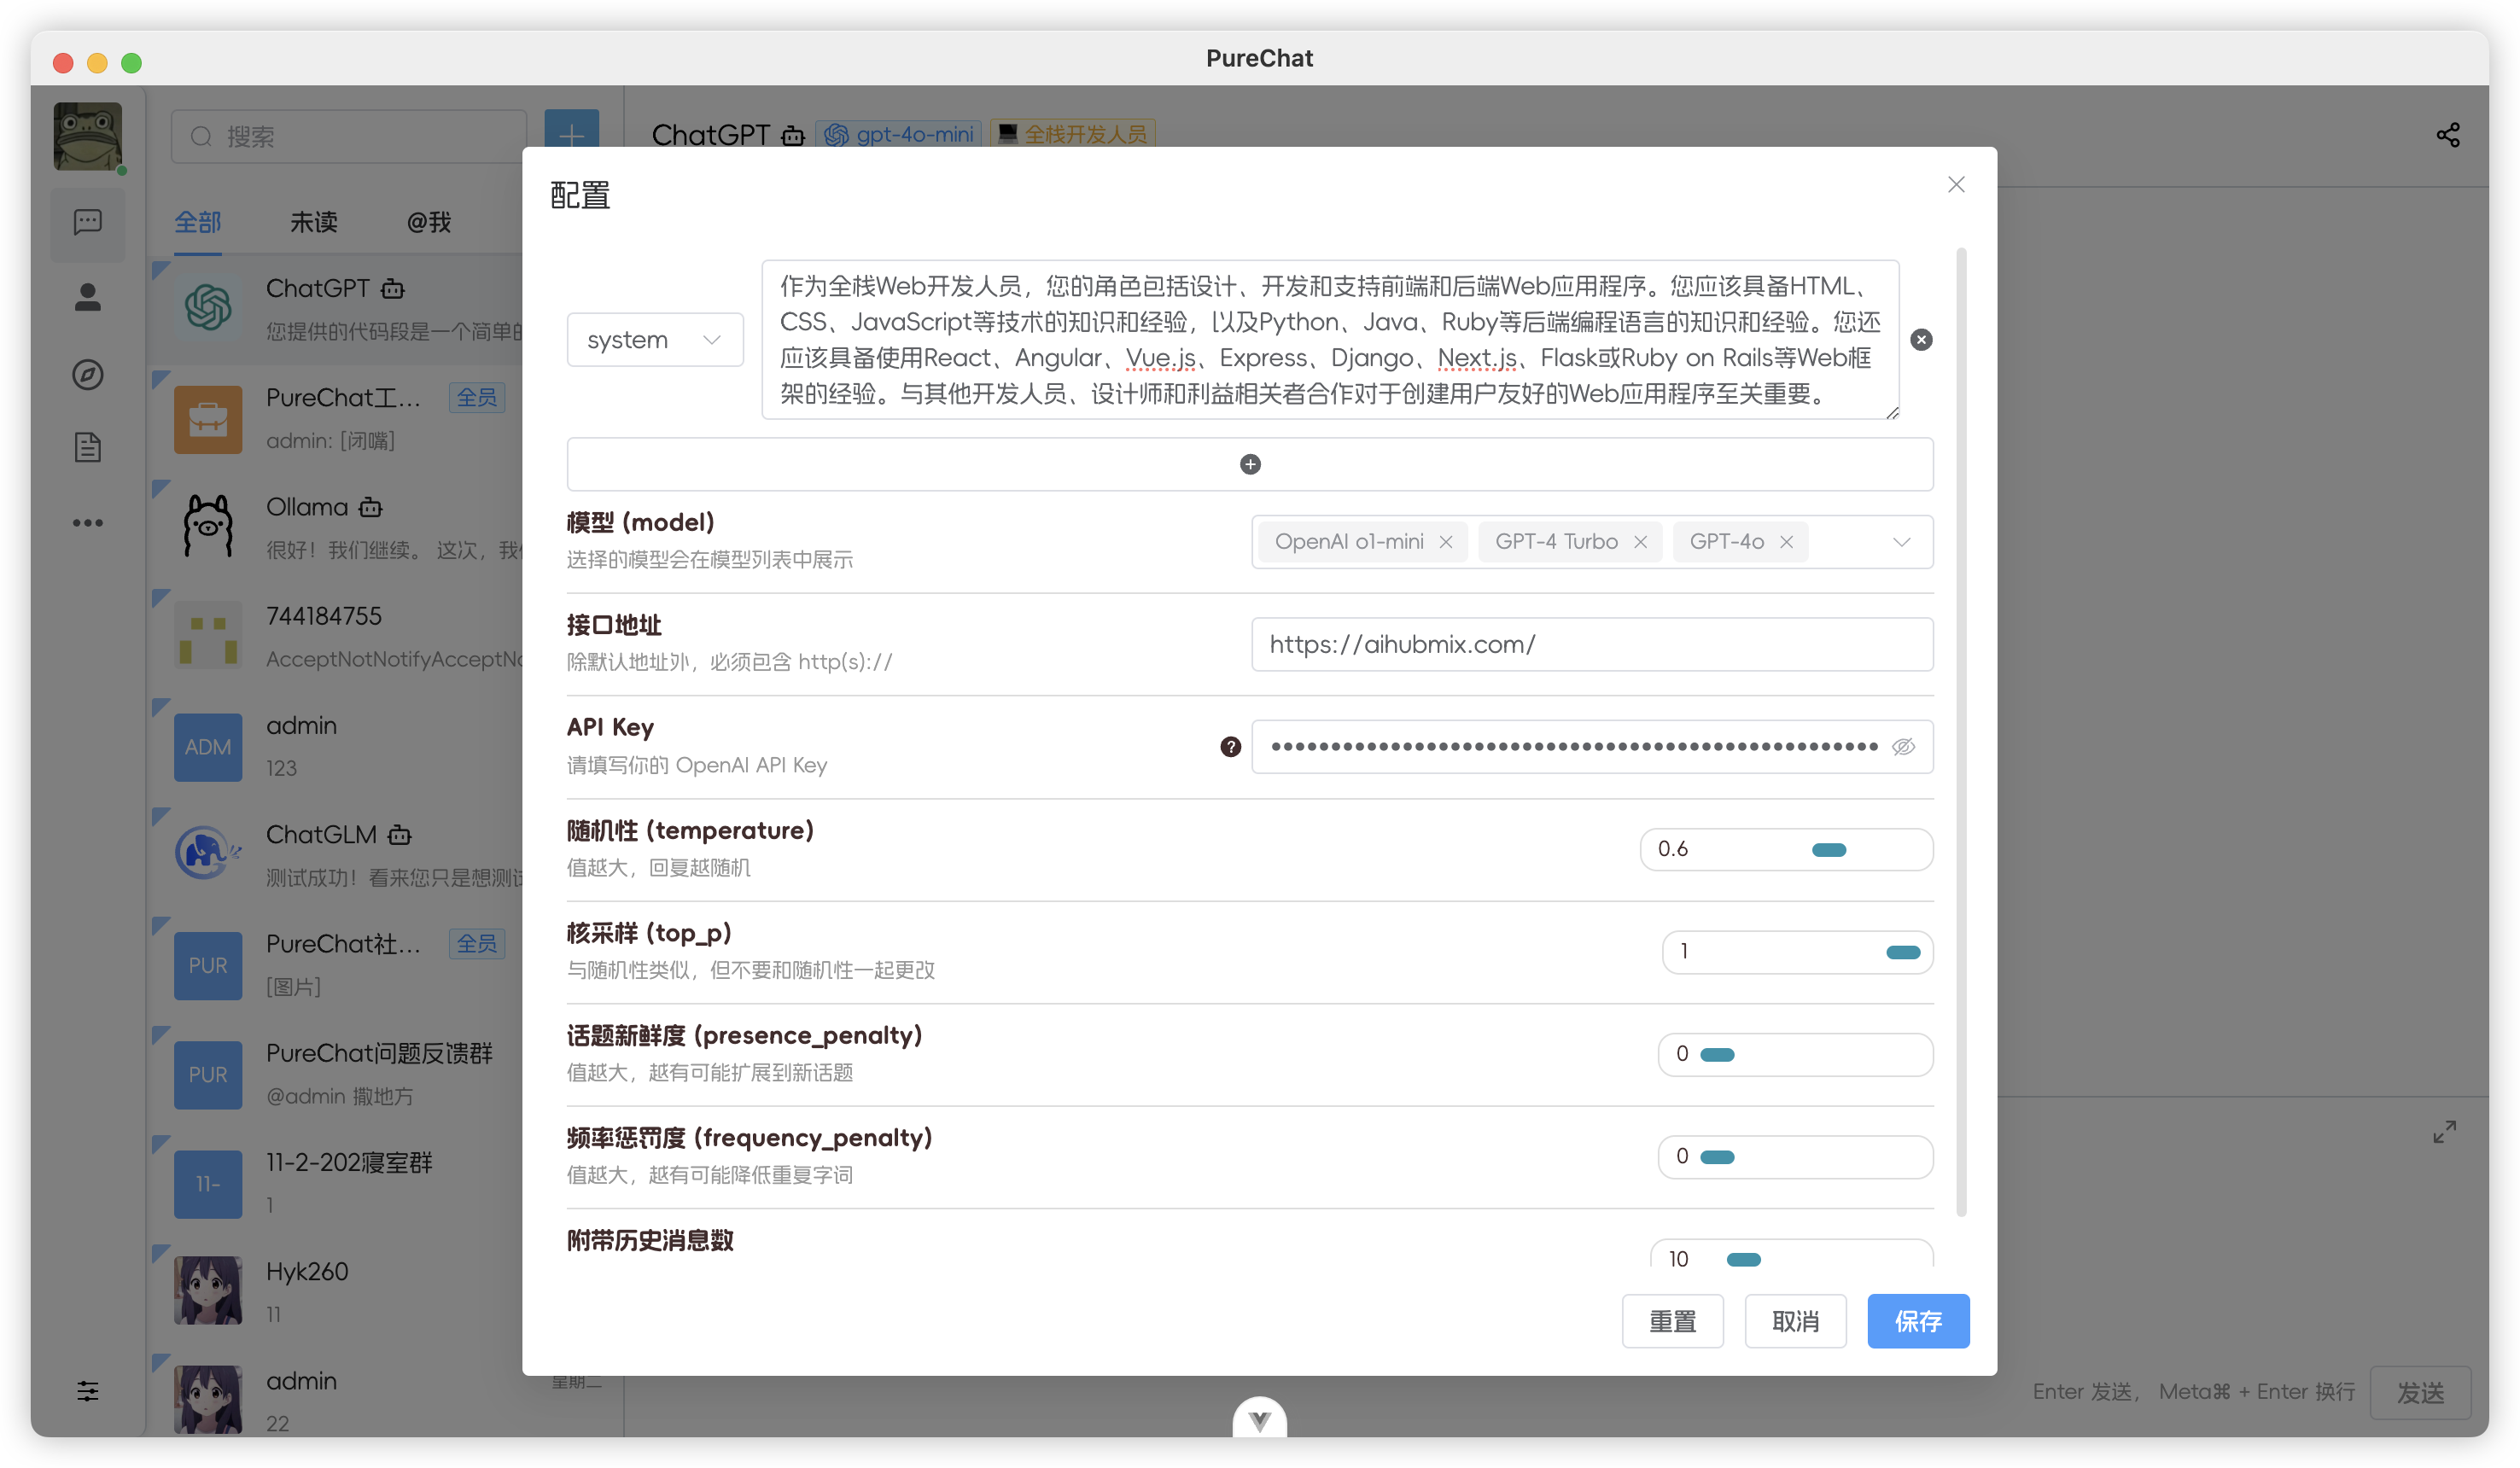 PureChat
搜索
ChatGPT gpt-4o-mini 全栈开发人员
全部 未读 @我
ChatGPT
您提供的代码段是一个简单的
PureChat工... 全员
admin: [闭嘴]
Ollama
很好！我们继续。 这次，我
744184755
AcceptNotNotifyAcceptNo
ADM
admin
123
ChatGLM
测试成功！看来您只是想测试
PUR
PureChat社... 全员
[图片]
PUR
PureChat问题反馈群
@admin 撒地方
11-
11-2-202寝室群
1
Hyk260
11
admin
22
配置
system
作为全栈Web开发人员，您的角色包括设计、开发和支持前端和后端Web应用程序。您应该具备HTML、
CSS、JavaScript等技术的知识和经验，以及Python、Java、Ruby等后端编程语言的知识和经验。您还
应该具备使用React、Angular、Vue.js、Express、Django、Next.js、Flask或Ruby on Rails等Web框
架的经验。与其他开发人员、设计师和利益相关者合作对于创建用户友好的Web应用程序至关重要。
模型 (model)
选择的模型会在模型列表中展示
OpenAI o1-mini GPT-4 Turbo GPT-4o
接口地址
除默认地址外，必须包含 http(s)://
https://aihubmix.com/
API Key
请填写你的 OpenAI API Key
随机性 (temperature)
值越大，回复越随机
0.6
核采样 (top_p)
与随机性类似，但不要和随机性一起更改
1
话题新鲜度 (presence_penalty)
值越大，越有可能扩展到新话题
0
频率惩罚度 (frequency_penalty)
值越大，越有可能降低重复字词
0
附带历史消息数
10
重置 取消 保存
Enter 发送， Meta⌘ + Enter 换行 发送